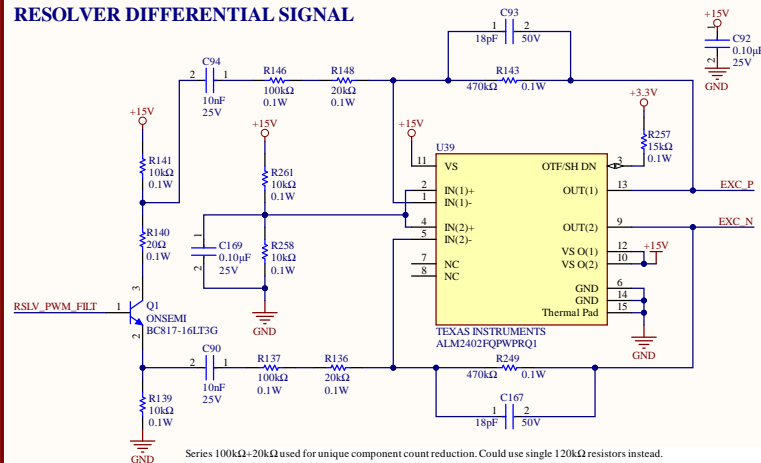 RESOLVER DIFFERENTIAL SIGNAL
C93
1 2
18pF 50V
+15V
1
C92
0.10µF
2
25V
GND
C94
2 1
10nF
25V
R146
100kΩ
0.1W
R148
20kΩ
0.1W
R143
470kΩ 0.1W
+3.3V
R257
15kΩ
0.1W
+15V
R141
10kΩ
0.1W
+15V
R261
10kΩ
0.1W
+15V
U39
11 VS
OTF/SH DN 3
2 IN(1)+
1 IN(1)-
OUT(1) 13
EXC_P
4 IN(2)+
5 IN(2)-
OUT(2) 9
EXC_N
7 NC
8 NC
VS O(1) 12
VS O(2) 10
+15V
GND 6
GND 14
Thermal Pad 15
GND
TEXAS INSTRUMENTS
ALM2402FQPWPRQ1
R140
20Ω
0.1W
1
C169
0.10µF
2
25V
R258
10kΩ
0.1W
GND
3
RSLV_PWM_FILT
1
Q1
ONSEMI
BC817-16LT3G
2
C90
2 1
10nF
25V
R137
100kΩ
0.1W
R136
20kΩ
0.1W
R249
470kΩ 0.1W
C167
1 2
18pF 50V
R139
10kΩ
0.1W
GND
Series 100kΩ+20kΩ used for unique component count reduction. Could use single 120kΩ resistors instead.